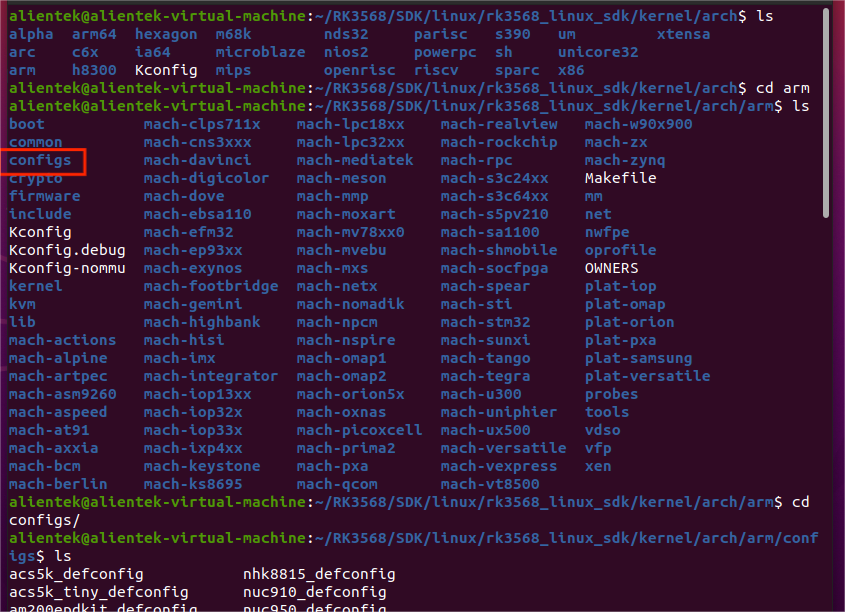 alientek@alientek-virtual-machine:~/RK3568/SDK/linux/rk3568_linux_sdk/kernel/arch$ ls
alpha arm64 hexagon m68k nds32 parisc s390 um xtensa
arc c6x ia64 microblaze nios2 powerpc sh unicore32
arm h8300 Kconfig mips openrisc riscv sparc x86
alientek@alientek-virtual-machine:~/RK3568/SDK/linux/rk3568_linux_sdk/kernel/arch$ cd arm
alientek@alientek-virtual-machine:~/RK3568/SDK/linux/rk3568_linux_sdk/kernel/arch/arm$ ls
boot mach-clps711x mach-lpc18xx mach-realview mach-w90x900
common mach-cns3xxx mach-lpc32xx mach-rockchip mach-zx
configs mach-davinci mach-mediatek mach-rpc mach-zynq
crypto mach-digicolor mach-meson mach-s3c24xx Makefile
firmware mach-dove mach-mmp mach-s3c64xx mm
include mach-ebsa110 mach-moxart mach-s5pv210 net
Kconfig mach-efm32 mach-mv78xx0 mach-sa1100 nwfpe
Kconfig.debug mach-ep93xx mach-mvebu mach-shmobile oprofile
Kconfig-nommu mach-exynos mach-mxs mach-socfpga OWNERS
kernel mach-footbridge mach-netx mach-spear plat-iop
kvm mach-gemini mach-nomadik mach-sti plat-omap
lib mach-highbank mach-npcm mach-stm32 plat-orion
mach-actions mach-hisi mach-nspire mach-sunxi plat-pxa
mach-alpine mach-imx mach-omap1 mach-tango plat-samsung
mach-artpec mach-integrator mach-omap2 mach-tegra plat-versatile
mach-asm9260 mach-iop13xx mach-orion5x mach-u300 probes
mach-aspeed mach-iop32x mach-oxnas mach-uniphier tools
mach-at91 mach-iop33x mach-picoxcell mach-ux500 vdso
mach-axxia mach-ixp4xx mach-prima2 mach-versatile vfp
mach-bcm mach-keystone mach-pxa mach-vexpress xen
mach-berlin mach-ks8695 mach-qcom mach-vt8500
alientek@alientek-virtual-machine:~/RK3568/SDK/linux/rk3568_linux_sdk/kernel/arch/arm$ cd
configs/
alientek@alientek-virtual-machine:~/RK3568/SDK/linux/rk3568_linux_sdk/kernel/arch/arm/conf
igs$ ls
acs5k_defconfig nhk8815_defconfig
acs5k_tiny_defconfig nuc910_defconfig
am200epdkit_defconfig nuc950_defconfig